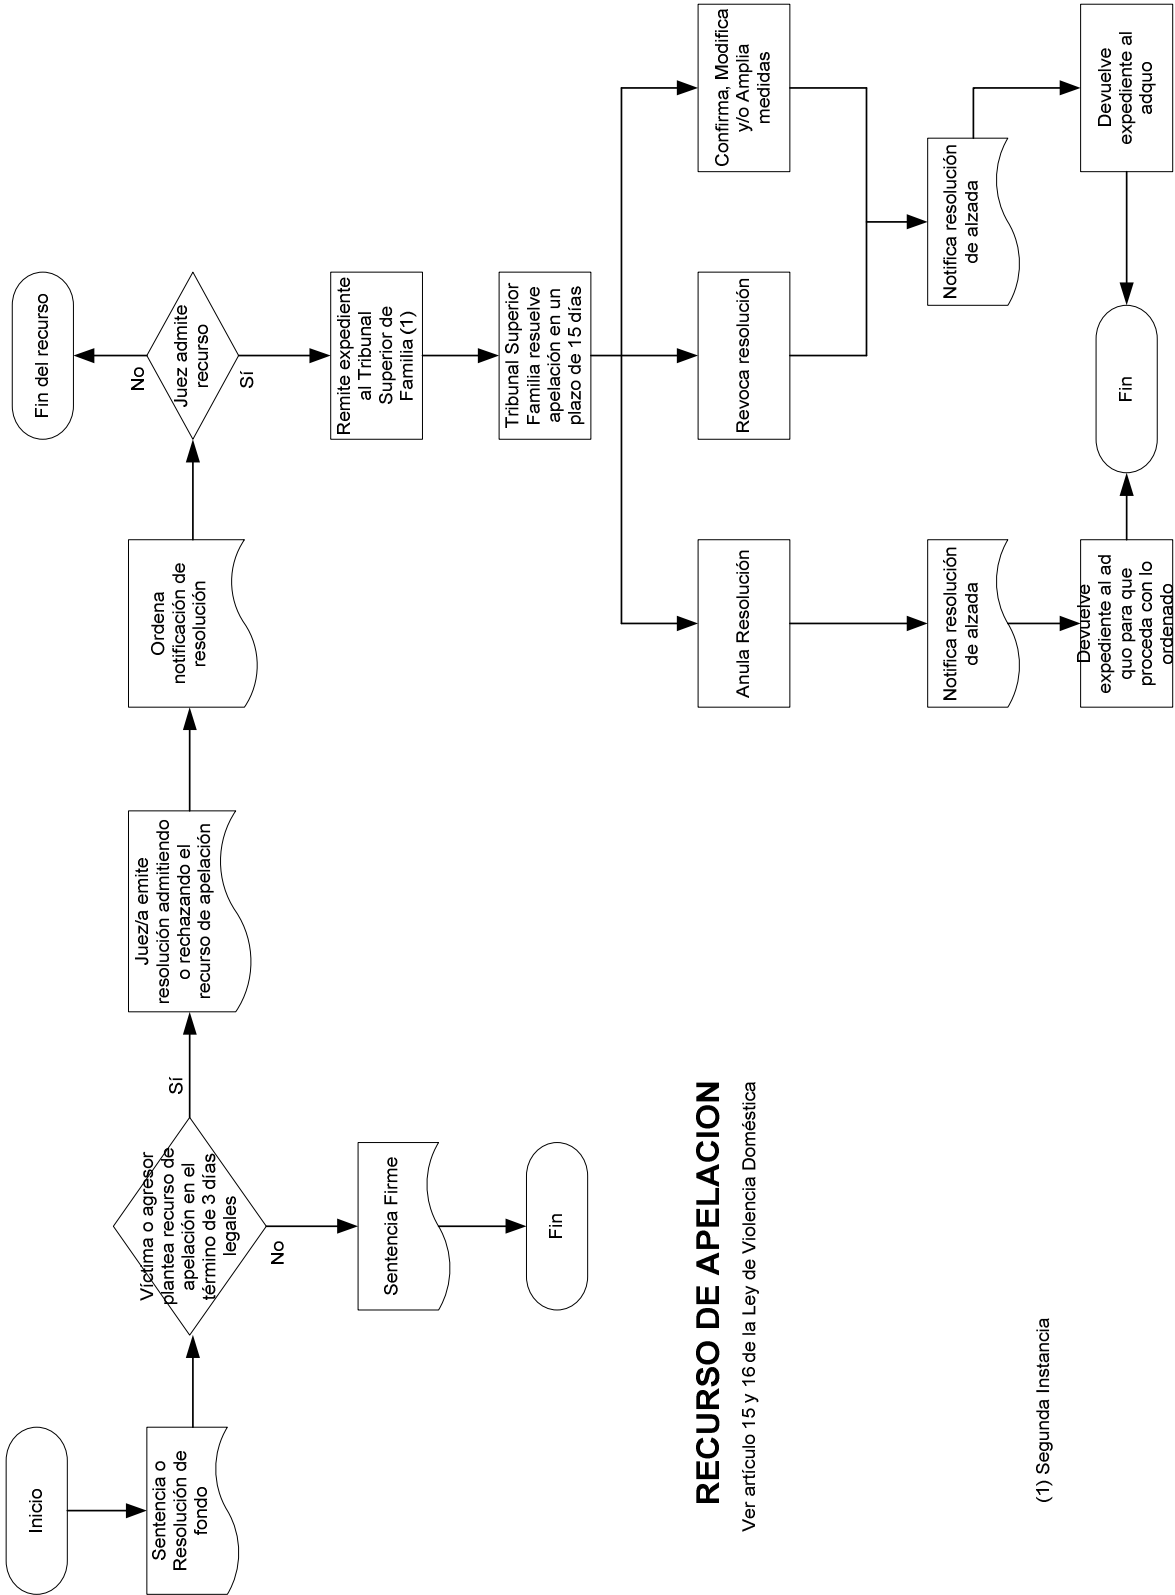 Inicio
Sentencia o
Resolución de
fondo
Víctima o agresor
plantea recurso de
apelación en el
término de 3 días
legales
Sí
No
Sentencia Firme
Fin
Juez/a emite
resolución admitiendo
o rechazando el
recurso de apelación
Ordena
notificación de
resolución
Juez admite
recurso
No
Fin del recurso
Sí
Remite expediente
al Tribunal
Superior de
Familia (1)
Tribunal Superior
Familia resuelve
apelación en un
plazo de 15 días
Anula Resolución
Revoca resolución
Confirma, Modifica
y/o Amplia
medidas
Notifica resolución
de alzada
Notifica resolución
de alzada
Devuelve
expediente al ad
quo para que
proceda con lo
ordenado
Fin
Devuelve
expediente al
adquo
RECURSO DE APELACION
Ver artículo 15 y 16 de la Ley de Violencia Doméstica
(1) Segunda Instancia